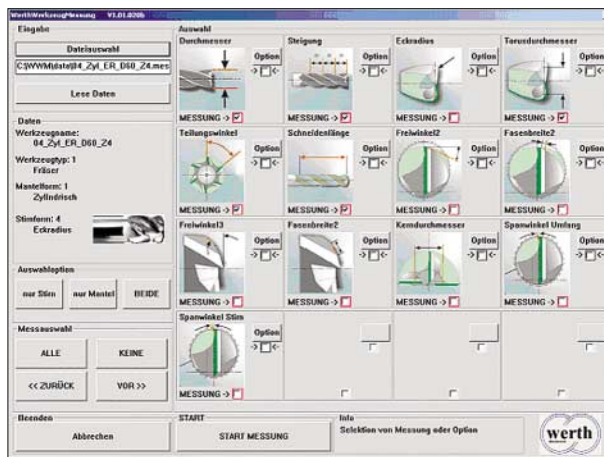 WerthWerkzeugMessung V3.01.020b
Eingabe
Dateiauswahl
C:\WWM\data\04_Zyl_ER_D60_Z4.mes
Lese Daten
Daten
Werkzeugname:
04_Zyl_ER_D60_Z4
Werkzeugtyp: 1
Fräser
Mantelform: 1
Zylindrisch
Stirnform: 4
Eckradius
Auswahloption
nur Stirn nur Mantel BEIDE
Messauswahl
ALLE KEINE
<< ZURÜCK VOR >>
Beenden
Abbrechen
Auswahl
Durchmesser Steigung Eckradius Torusdurchmesser
Option Option Option Option
-> <- -> <- -> <- -> <-
MESSUNG -> MESSUNG -> MESSUNG -> MESSUNG ->
Teilungswinkel Schneidenlänge Freiwinkel2 Fasenbreite2
Option Option Option Option
-> <- -> <- -> <- -> <-
MESSUNG -> MESSUNG -> MESSUNG -> MESSUNG ->
Freiwinkel3 Fasenbreite2 Kerndurchmesser Spanwinkel Umfang
Option Option Option Option
-> <- -> <- -> <- -> <-
MESSUNG -> MESSUNG -> MESSUNG -> MESSUNG ->
Spanwinkel Stirn
Option
-> <-
MESSUNG ->
START
START MESSUNG
Info
Selektion von Messung oder Option
werth